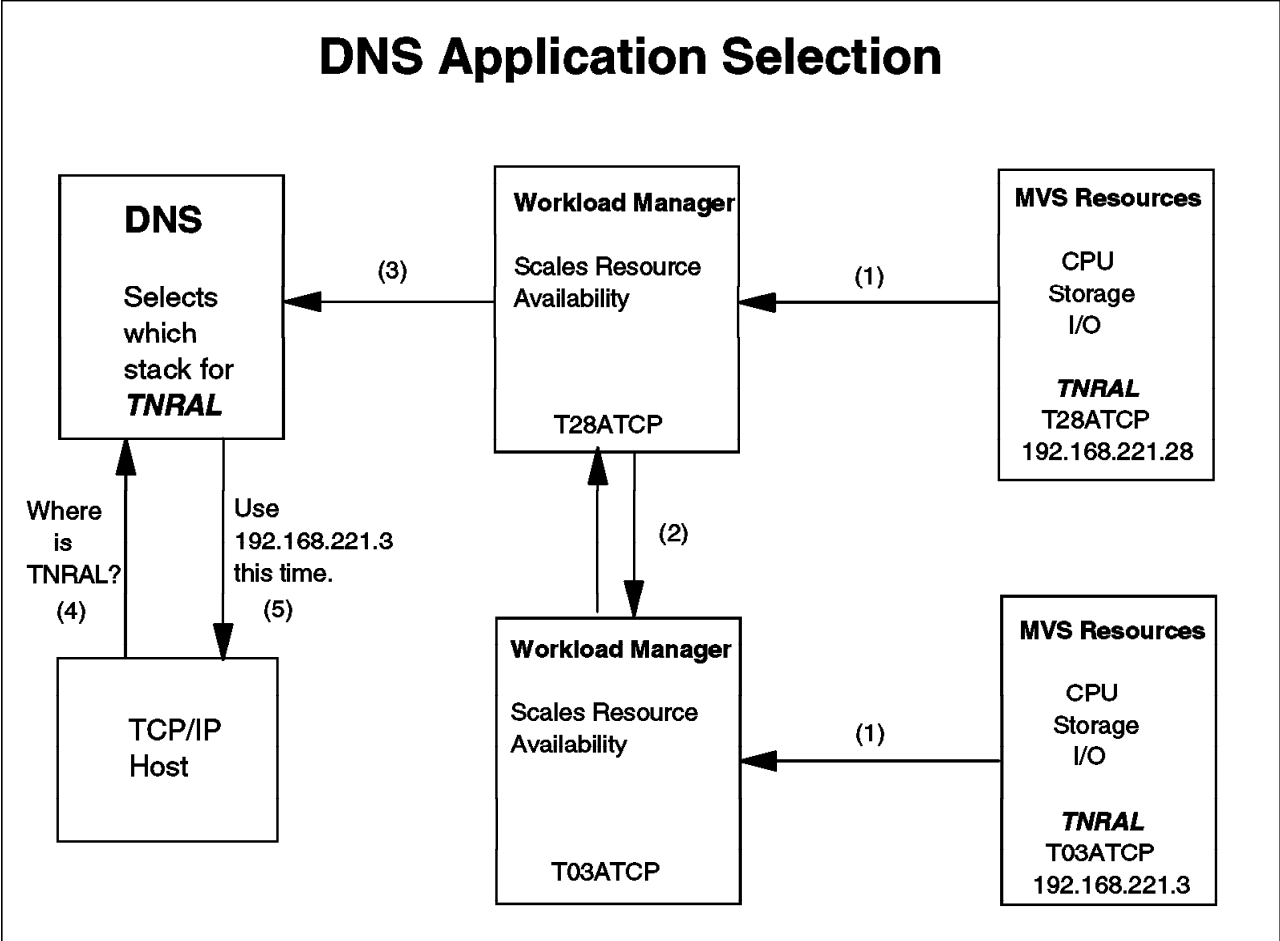 DNS Application Selection
DNS
Selects
which
stack for
TNRAL
(3)
Workload Manager
Scales Resource
Availability
T28ATCP
(1)
MVS Resources
CPU
Storage
I/O
TNRAL
T28ATCP
192.168.221.28
Where
is
TNRAL?
(4)
Use
192.168.221.3
this time.
(5)
(2)
TCP/IP
Host
Workload Manager
Scales Resource
Availability
T03ATCP
(1)
MVS Resources
CPU
Storage
I/O
TNRAL
T03ATCP
192.168.221.3